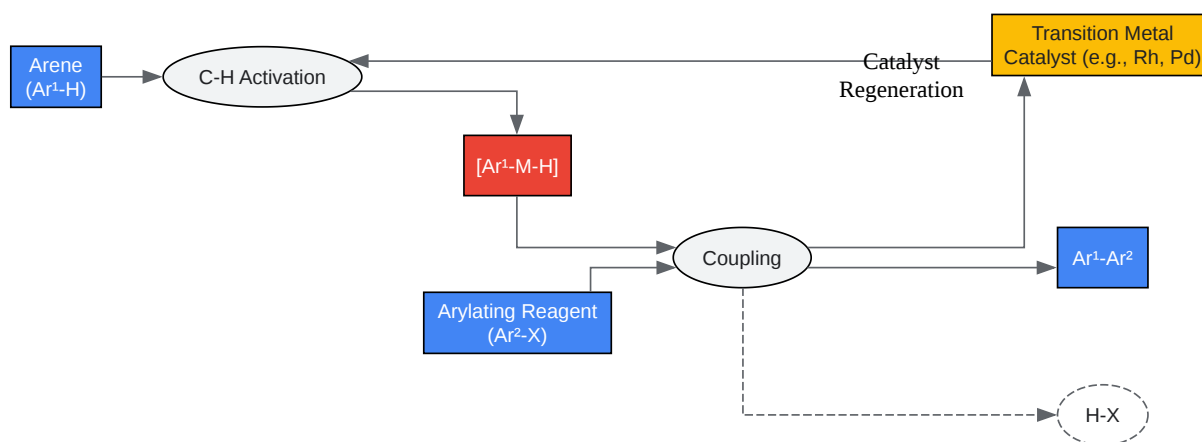 Transition Metal
Catalyst (e.g., Rh, Pd)
Arene
(Ar¹-H)
C-H Activation
Catalyst
Regeneration
[Ar¹-M-H]
Coupling
Ar¹-Ar²
Arylating Reagent
(Ar²-X)
H-X